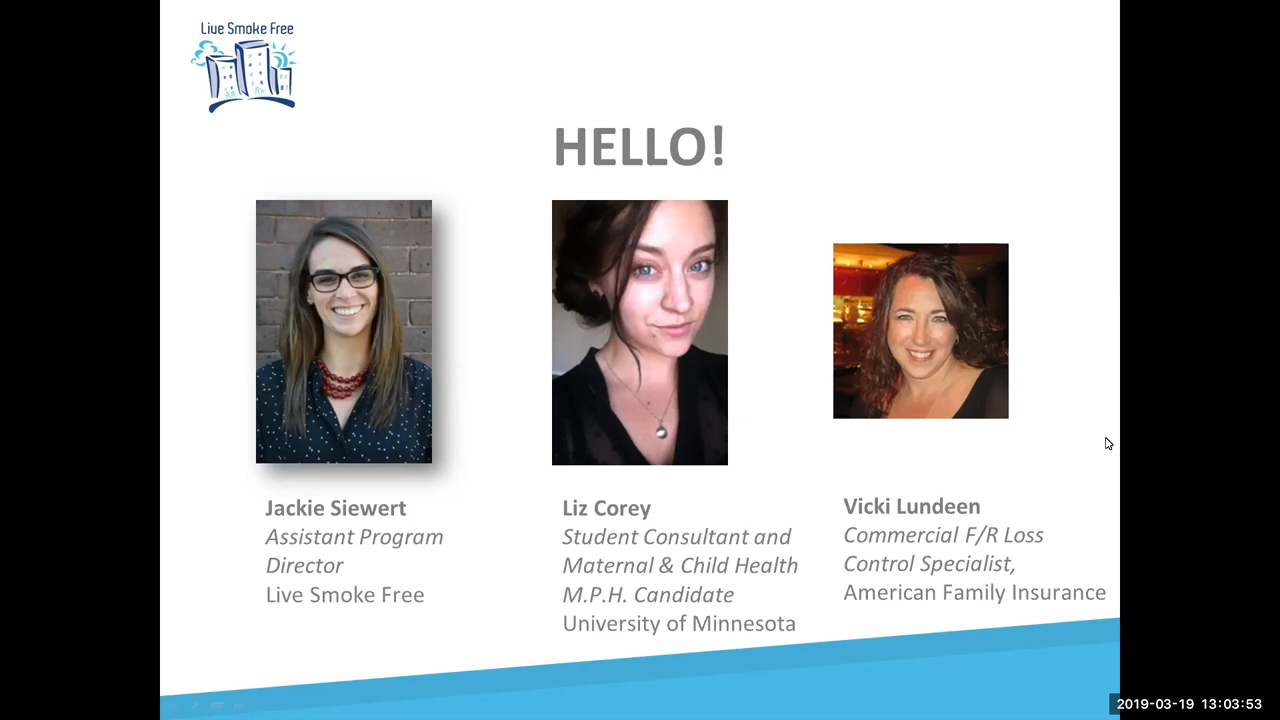 Live Smoke Free
HELLO!
Jackie Siewert
Assistant Program
Director
Live Smoke Free
Liz Corey
Student Consultant and
Maternal & Child Health
M.P.H. Candidate
University of Minnesota
Vicki Lundeen
Commercial F/R Loss
Control Specialist,
American Family Insurance
2019-03-19 13:03:53